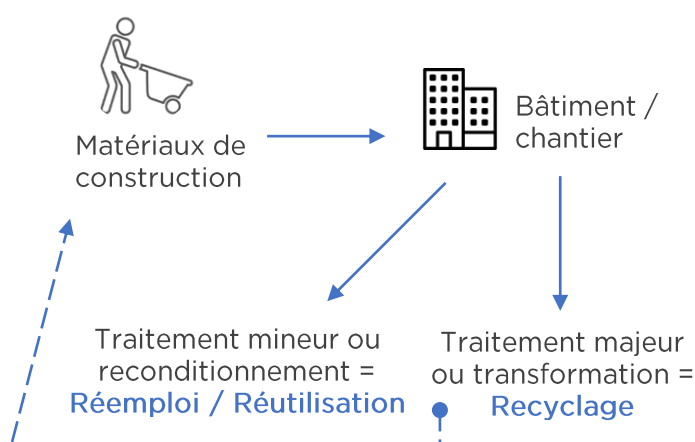 Matériaux de
construction
Bâtiment /
chantier
Traitement mineur ou
reconditionnement =
Réemploi / Réutilisation
Traitement majeur
ou transformation =
Recyclage